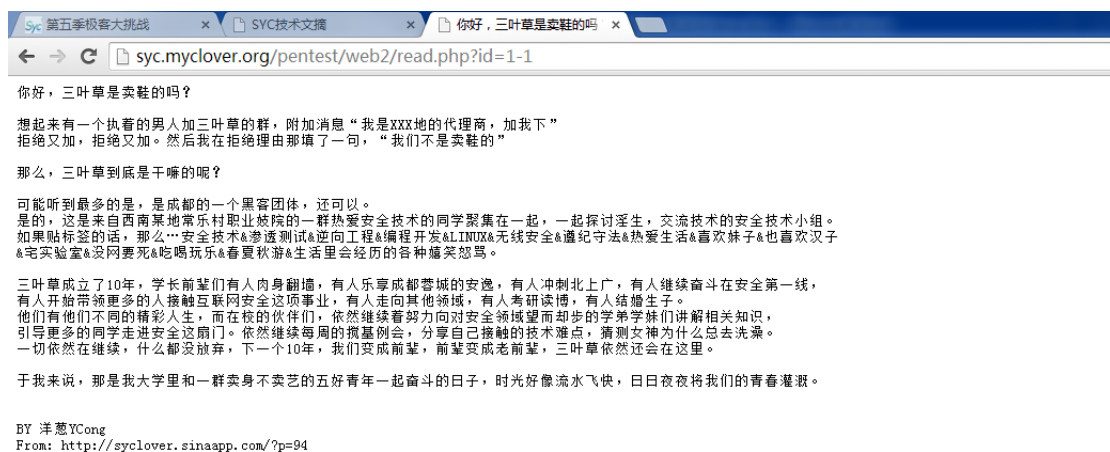 Syc 第五季极客大挑战 × SYC技术文摘 × 你好，三叶草是卖鞋的吗 ×
syc.myclover.org/pentest/web2/read.php?id=1-1
你好，三叶草是卖鞋的吗？
想起来有一个执着的男人加三叶草的群，附加消息“我是XXX地的代理商，加我下”
拒绝又加，拒绝又加。然后我在拒绝理由那填了一句，“我们不是卖鞋的”
那么，三叶草到底是干嘛的呢？
可能听到最多的是，是成都的一个黑客团体，还可以。
是的，这是来自西南某地常乐村职业妓院的一群热爱安全技术的同学聚集在一起，一起探讨淫生，交流技术的安全技术小组。
如果贴标签的话，那么…安全技术&渗透测试&逆向工程&编程开发&LINUX&无线安全&遵纪守法&热爱生活&喜欢妹子&也喜欢汉子
&宅实验室&没网要死&吃喝玩乐&春夏秋游&生活里会经历的各种嬉笑怒骂。
三叶草成立了10年，学长前辈们有人肉身翻墙，有人乐享成都蓉城的安逸，有人冲刺北上广，有人继续奋斗在安全第一线，
有人开始带领更多的人接触互联网安全这项事业，有人走向其他领域，有人考研读博，有人结婚生子。
他们有他们不同的精彩人生，而在校的伙伴们，依然继续着努力向对安全领域望而却步的学弟学妹们讲解相关知识，
引导更多的同学走进安全这扇门。依然继续每周的搅基例会，分享自己接触的技术难点，猜测女神为什么总去洗澡。
一切依然在继续，什么都没放弃，下一个10年，我们变成前辈，前辈变成老前辈，三叶草依然还会在这里。
于我来说，那是我大学里和一群卖身不卖艺的五好青年一起奋斗的日子，时光好像流水飞快，日日夜夜将我们的青春灌溉。
BY 洋葱YCong
From: http://syclover.sinaapp.com/?p=94